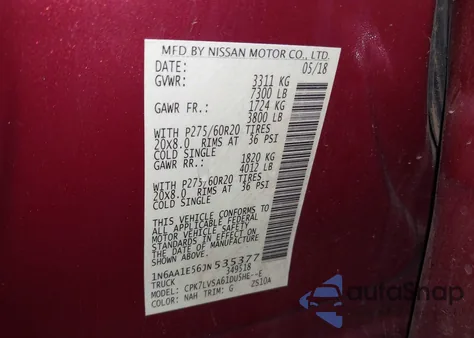 MFD BY NISSAN MOTOR CO., LTD.
DATE: 05/18
GVWR: 3311 KG
7300 LB
GAWR FR.: 1724 KG
3800 LB
WITH P275/60R20 TIRES
20x8.0 RIMS AT 36 PSI
COLD SINGLE
GAWR RR.: 1820 KG
4012 LB
WITH P275/60R20 TIRES
20x8.0 RIMS AT 36 PSI
COLD SINGLE
THIS VEHICLE CONFORMS TO
ALL APPLICABLE FEDERAL
MOTOR VEHICLE SAFETY
STANDARDS IN EFFECT ON
THE DATE OF MANUFACTURE
SHOWN ABOVE
1N6AA1E56JN535377
TRUCK 349518
MODEL: CPK7LV5A61DU5HE--E
COLOR: NAH TRIM: G ZS10A
autoAstap